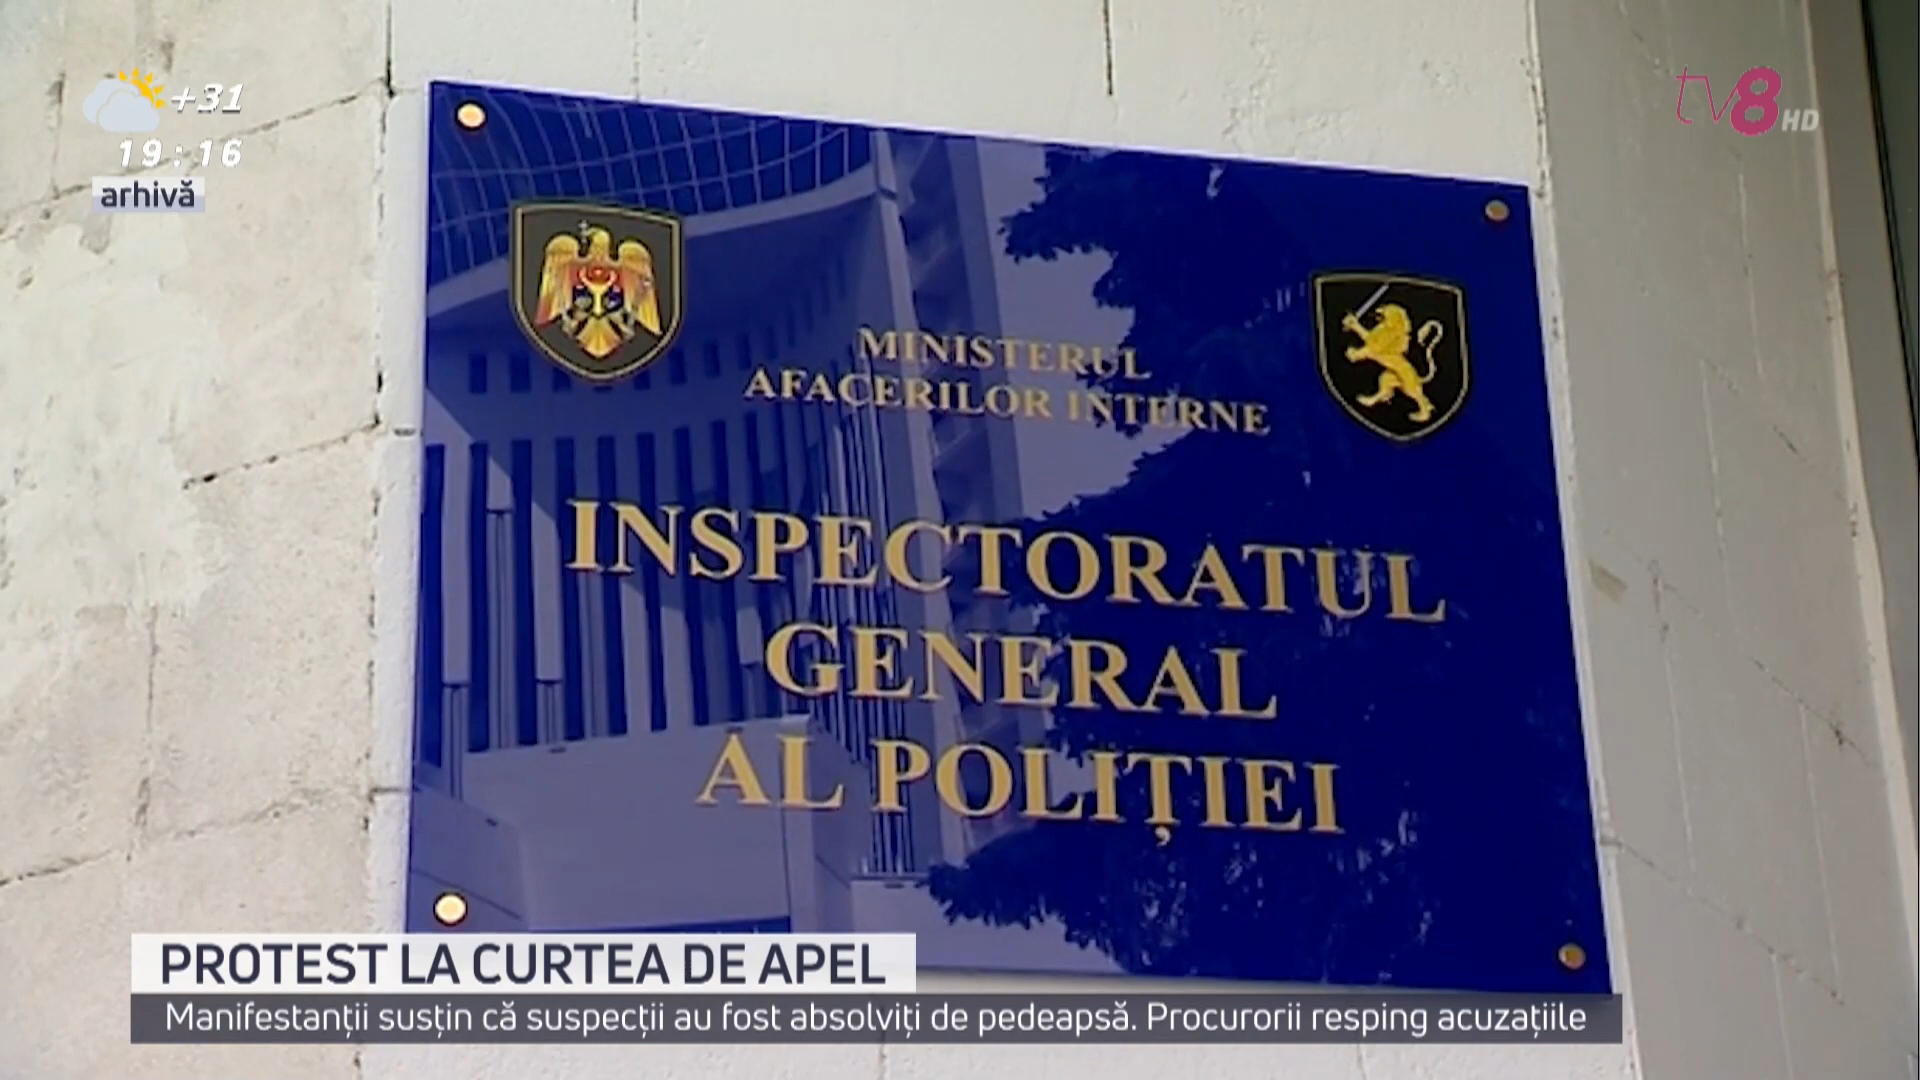 +31
19:16
arhivă
tv8 HD
MINISTERUL
AFACERILOR INTERNE
INSPECTORATUL
GENERAL
AL POLIȚIEI
PROTEST LA CURTEA DE APEL
Manifestanții susțin că suspecții au fost absolviți de pedeapsă. Procurorii resping acuzațiile